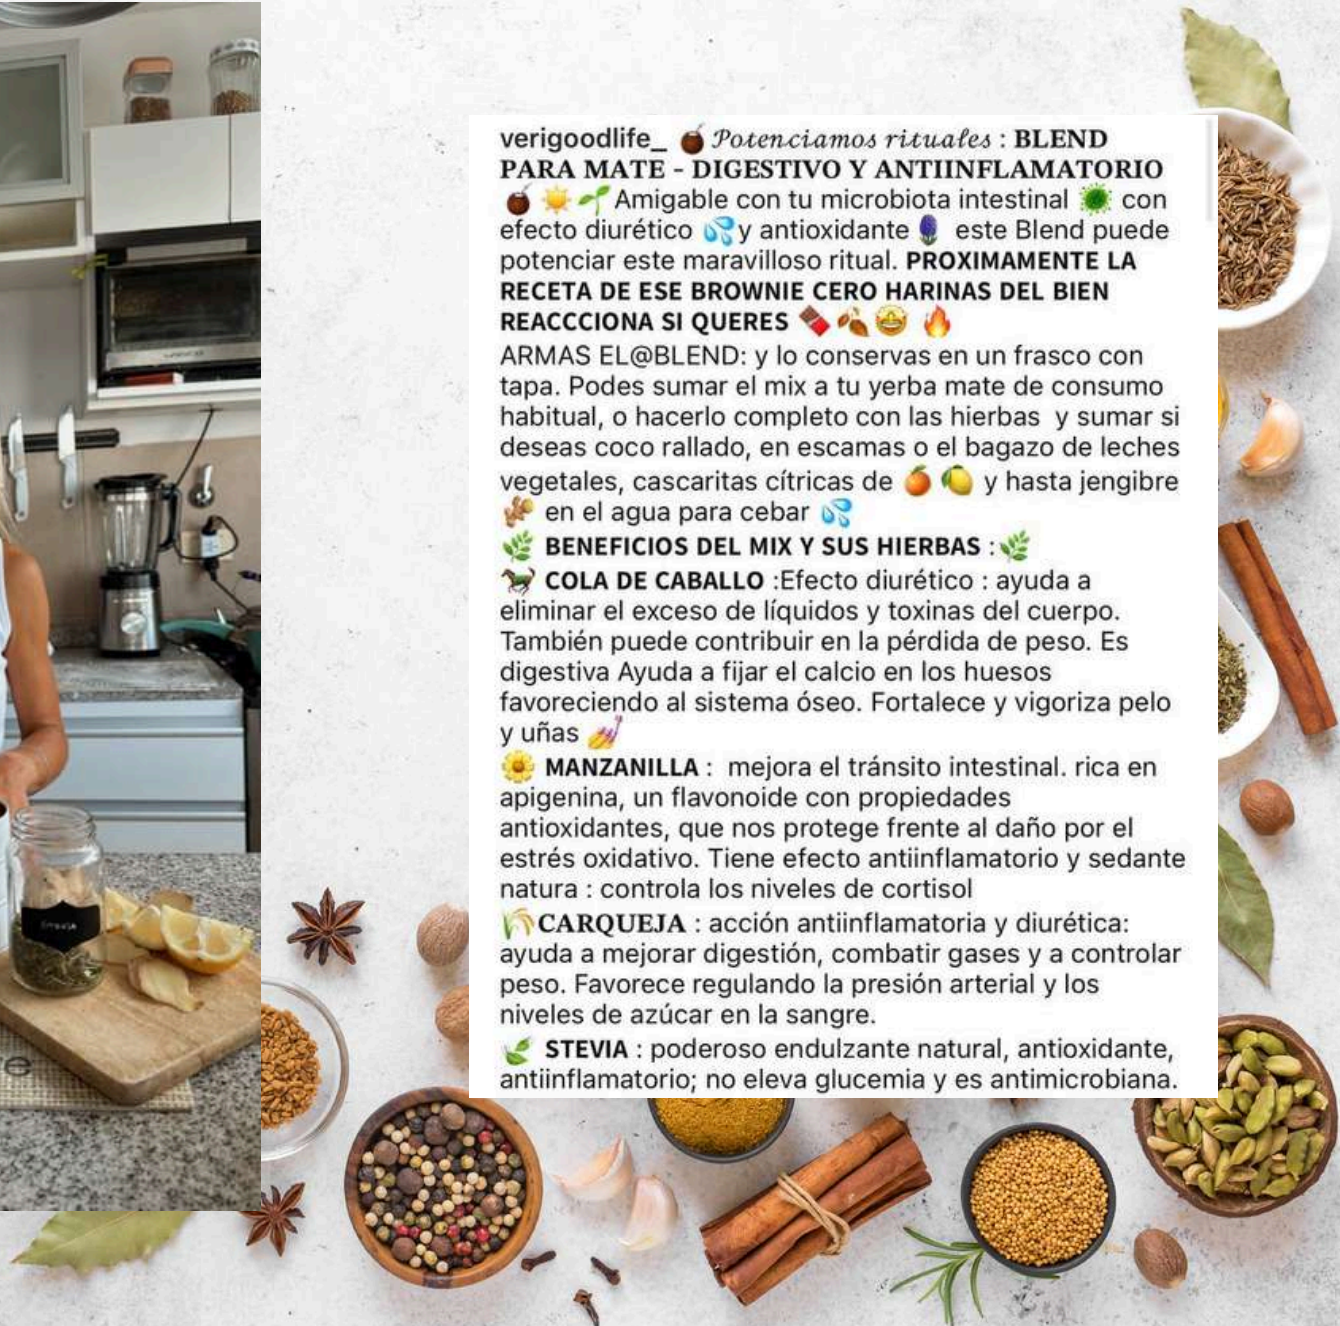 verigoodlife_ 🧉 Potenciamos rituales : BLEND
PARA MATE - DIGESTIVO Y ANTIINFLAMATORIO
🧉 ☀️ 🌱 Amigable con tu microbiota intestinal 🦠 con
efecto diurético 💦 y antioxidante 🪻 este Blend puede
potenciar este maravilloso ritual. PROXIMAMENTE LA
RECETA DE ESE BROWNIE CERO HARINAS DEL BIEN
REACCCIONA SI QUERES 🍫 🍂 🤩 🔥
ARMAS EL@BLEND: y lo conservas en un frasco con
tapa. Podes sumar el mix a tu yerba mate de consumo
habitual, o hacerlo completo con las hierbas y sumar si
deseas coco rallado, en escamas o el bagazo de leches
vegetales, cascaritas cítricas de 🍊 🍋 y hasta jengibre
🫚 en el agua para cebar 💦
🌿 BENEFICIOS DEL MIX Y SUS HIERBAS :🌿
🐎 COLA DE CABALLO :Efecto diurético : ayuda a
eliminar el exceso de líquidos y toxinas del cuerpo.
También puede contribuir en la pérdida de peso. Es
digestiva Ayuda a fijar el calcio en los huesos
favoreciendo al sistema óseo. Fortalece y vigoriza pelo
y uñas 💅
🌼 MANZANILLA : mejora el tránsito intestinal. rica en
apigenina, un flavonoide con propiedades
antioxidantes, que nos protege frente al daño por el
estrés oxidativo. Tiene efecto antiinflamatorio y sedante
natura : controla los niveles de cortisol
🌾CARQUEJA : acción antiinflamatoria y diurética:
ayuda a mejorar digestión, combatir gases y a controlar
peso. Favorece regulando la presión arterial y los
niveles de azúcar en la sangre.
🍃 STEVIA : poderoso endulzante natural, antioxidante,
antiinflamatorio; no eleva glucemia y es antimicrobiana.
STEVIA